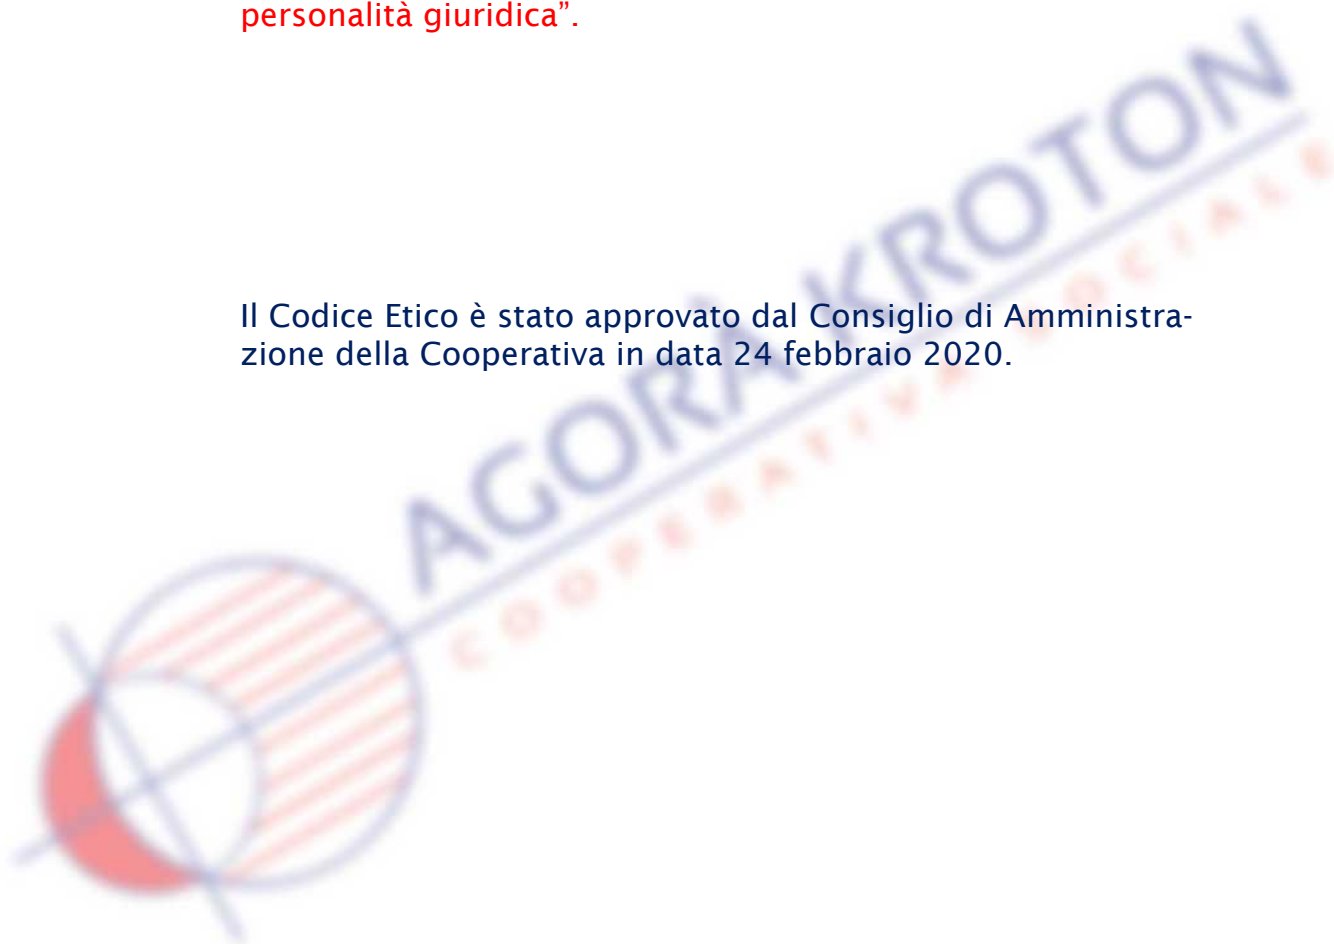 personalità giuridica”.
Il Codice Etico è stato approvato dal Consiglio di Amministra-
zione della Cooperativa in data 24 febbraio 2020.
AGORÀ KROTON
COOPERATIVA SOCIALE